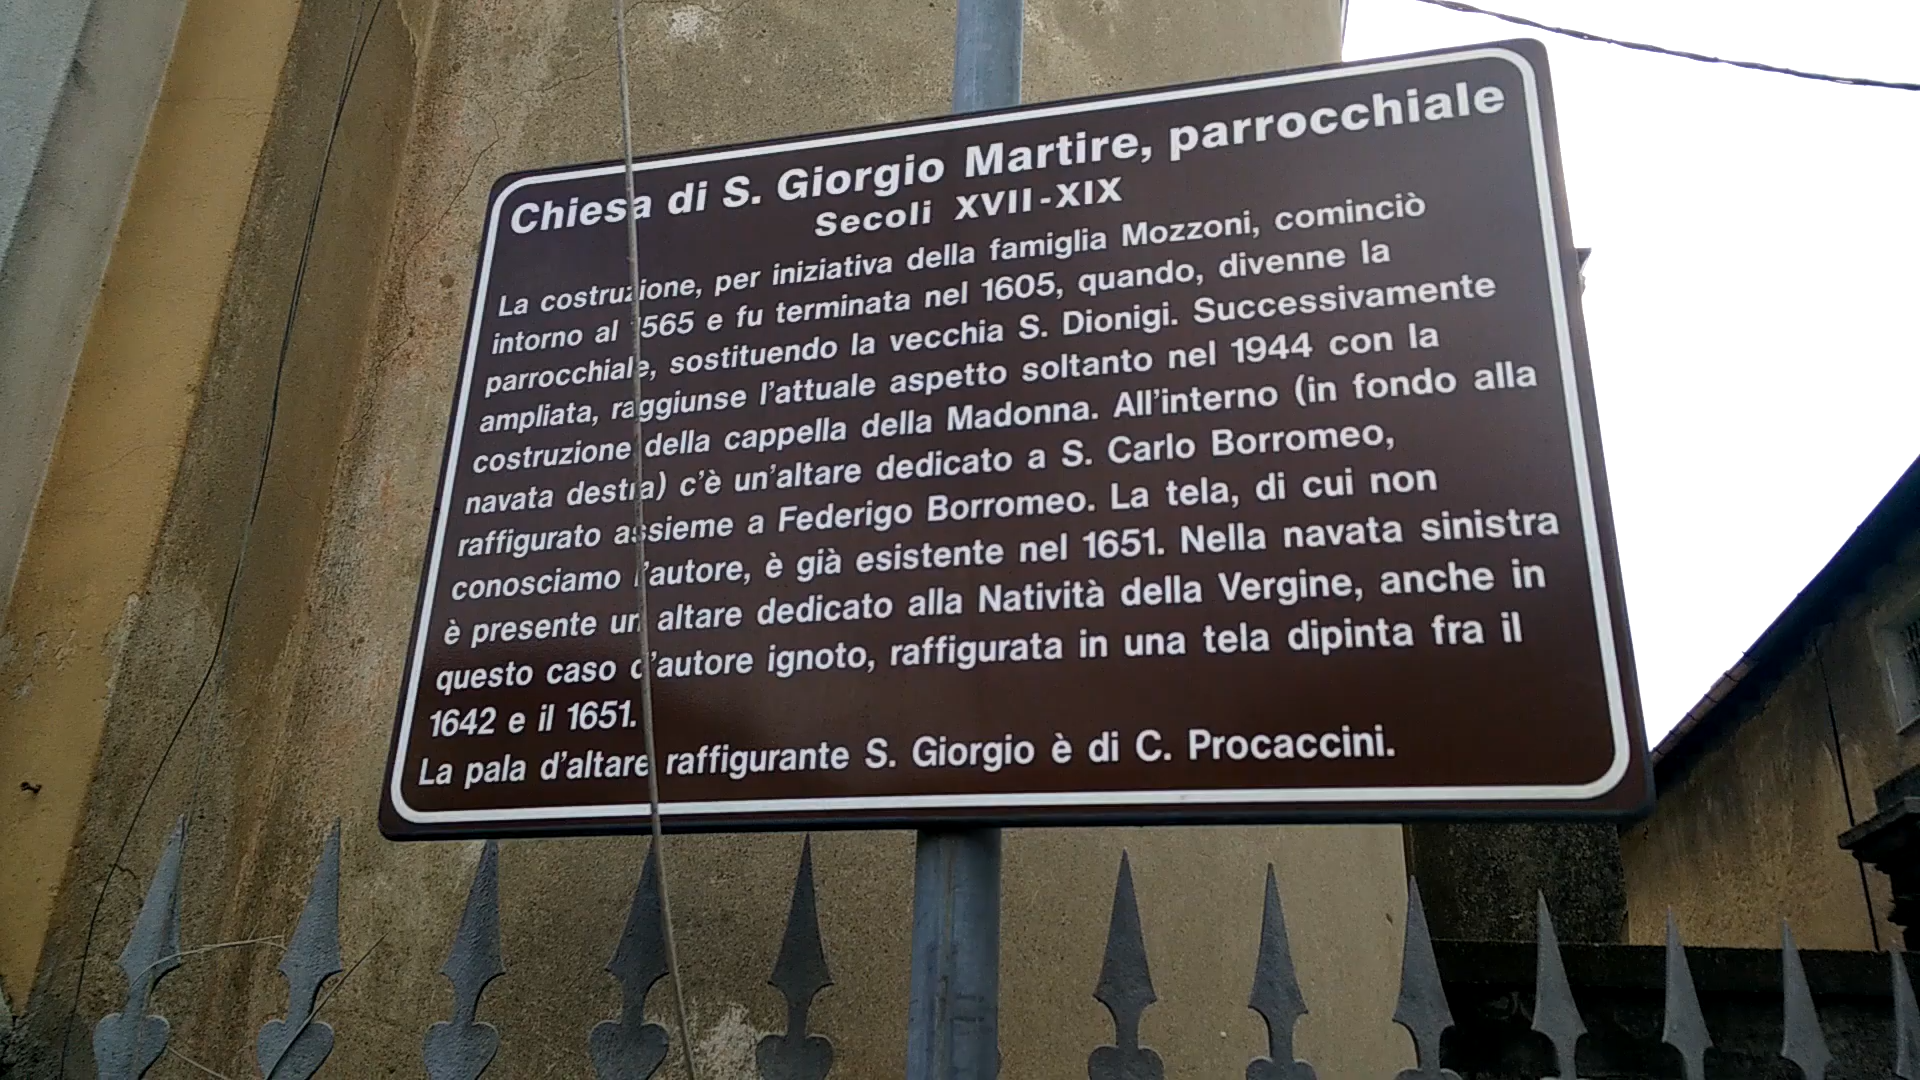 Chiesa di S. Giorgio Martire, parrocchiale
Secoli XVII-XIX
La costruzione, per iniziativa della famiglia Mozzoni, cominciò
intorno al 1565 e fu terminata nel 1605, quando, divenne la
parrocchiale, sostituendo la vecchia S. Dionigi. Successivamente
ampliata, raggiunse l'attuale aspetto soltanto nel 1944 con la
costruzione della cappella della Madonna. All'interno (in fondo alla
navata destra) c'è un'altare dedicato a S. Carlo Borromeo,
raffigurato assieme a Federigo Borromeo. La tela, di cui non
conosciamo l'autore, è già esistente nel 1651. Nella navata sinistra
è presente un altare dedicato alla Natività della Vergine, anche in
questo caso d'autore ignoto, raffigurata in una tela dipinta fra il
1642 e il 1651.
La pala d'altare raffigurante S. Giorgio è di C. Procaccini.